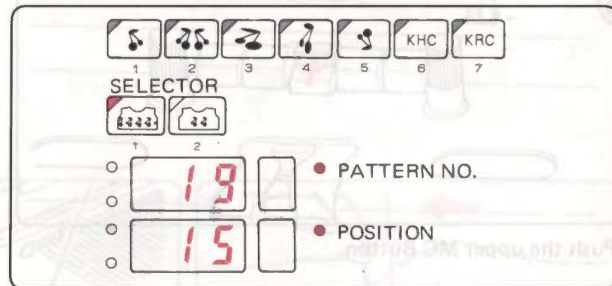 KHC KRC
1 2 3 4 5 6 7
SELECTOR
1 2
19 PATTERN NO.
15 POSITION
Push the upper MC Button